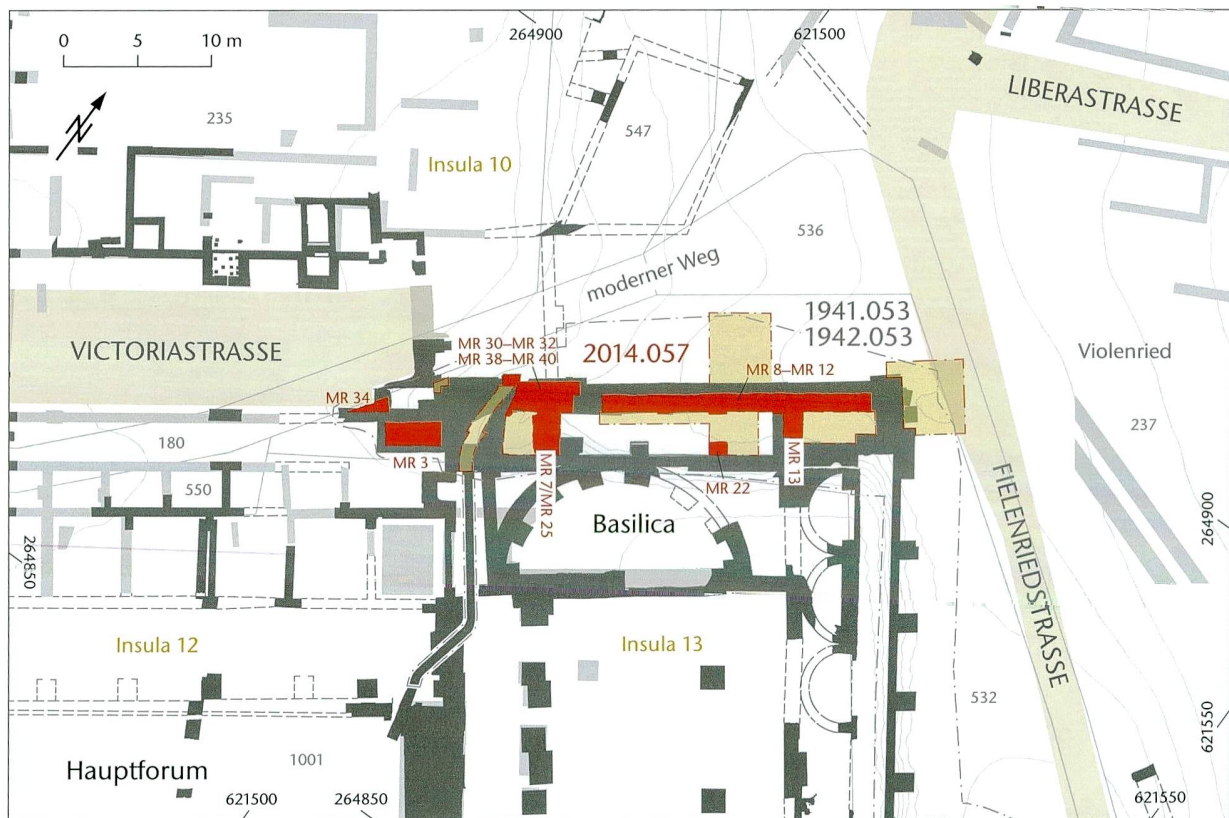 0 5 10 m
N
264900
621500
LIBERASTRASSE
235
547
Insula 10
536
moderner Weg
1941.053
1942.053
VICTORIASTRASSE
MR 30–MR 32
MR 38–MR 40
2014.057
MR 8–MR 12
Violenried
MR 34
237
180
MR 3
MR 7/MR 25
MR 13
MR 22
550
Basilica
FIELENRIEDSTRASSE
264900
264850
Insula 12
Insula 13
532
621550
Hauptforum
1001
621500
264850
621550